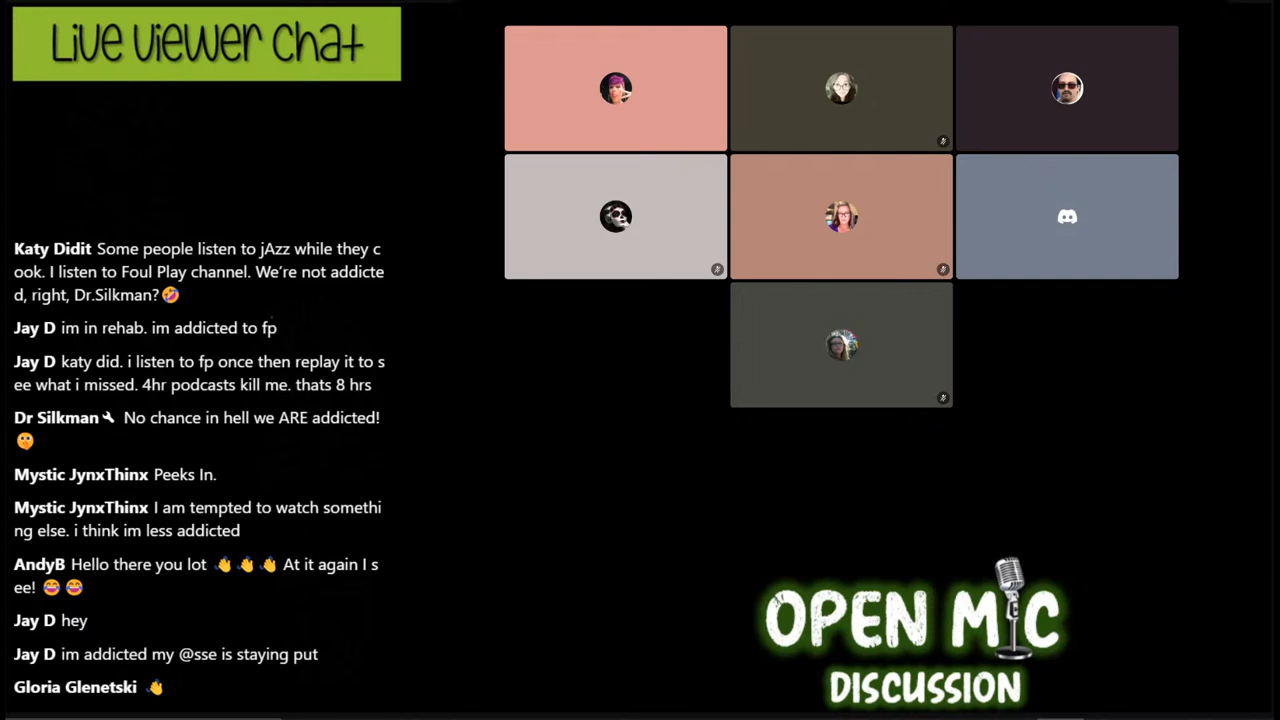 Live Viewer Chat
Katy Didit Some people listen to jAzz while they c
ook. I listen to Foul Play channel. We’re not addicte
d, right, Dr.Silkman?🤣
Jay D im in rehab. im addicted to fp
Jay D katy did. i listen to fp once then replay it to s
ee what i missed. 4hr podcasts kill me. thats 8 hrs
Dr Silkman No chance in hell we ARE addicted!
🤫
Mystic JynxThinx Peeks In.
Mystic JynxThinx I am tempted to watch somethi
ng else. i think im less addicted
AndyB Hello there you lot 👋 👋 👋 At it again I s
ee! 😂 😂
Jay D hey
Jay D im addicted my @sse is staying put
Gloria Glenetski 👋
OPEN MIC
DISCUSSION